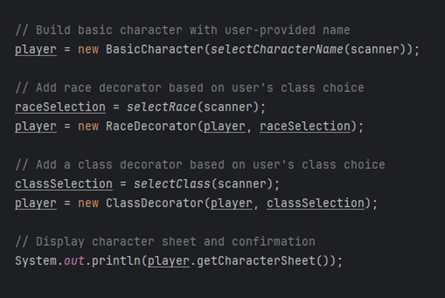 // Build basic character with user-provided name
player = new BasicCharacter(selectCharacterName(scanner));
// Add race decorator based on user's class choice
raceSelection = selectRace(scanner);
player = new RaceDecorator(player, raceSelection);
// Add a class decorator based on user's class choice
classSelection = selectClass(scanner);
player = new ClassDecorator(player, classSelection);
// Display character sheet and confirmation
System.out.println(player.getCharacterSheet());